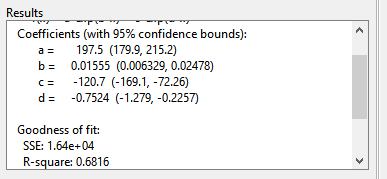 Results
Coefficients (with 95% confidence bounds):
a = 197.5 (179.9, 215.2)
b = 0.01555 (0.006329, 0.02478)
c = -120.7 (-169.1, -72.26)
d = -0.7524 (-1.279, -0.2257)
Goodness of fit:
SSE: 1.64e+04
R-square: 0.6816